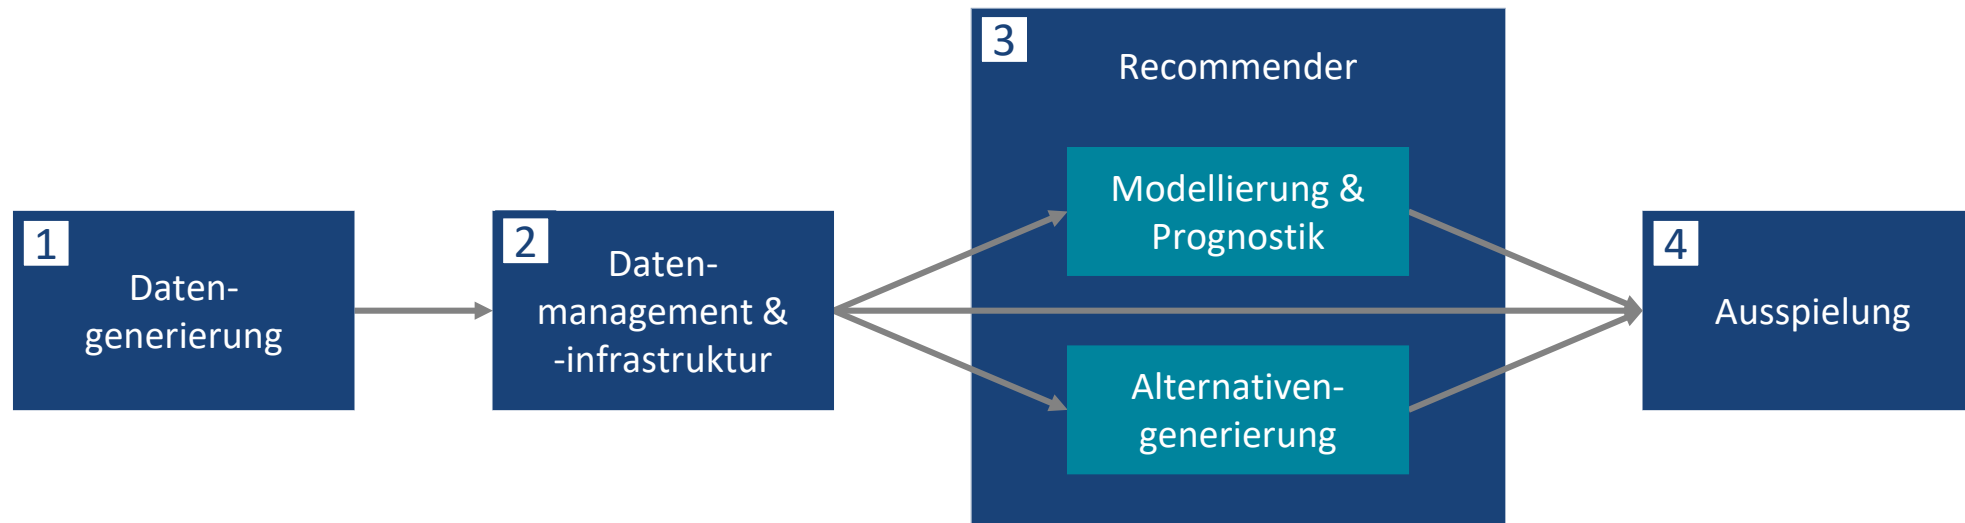 1
Daten-
generierung
2
Daten-
management &
-infrastruktur
3
Recommender
Modellierung &
Prognostik
Alternativen-
generierung
4
Ausspielung